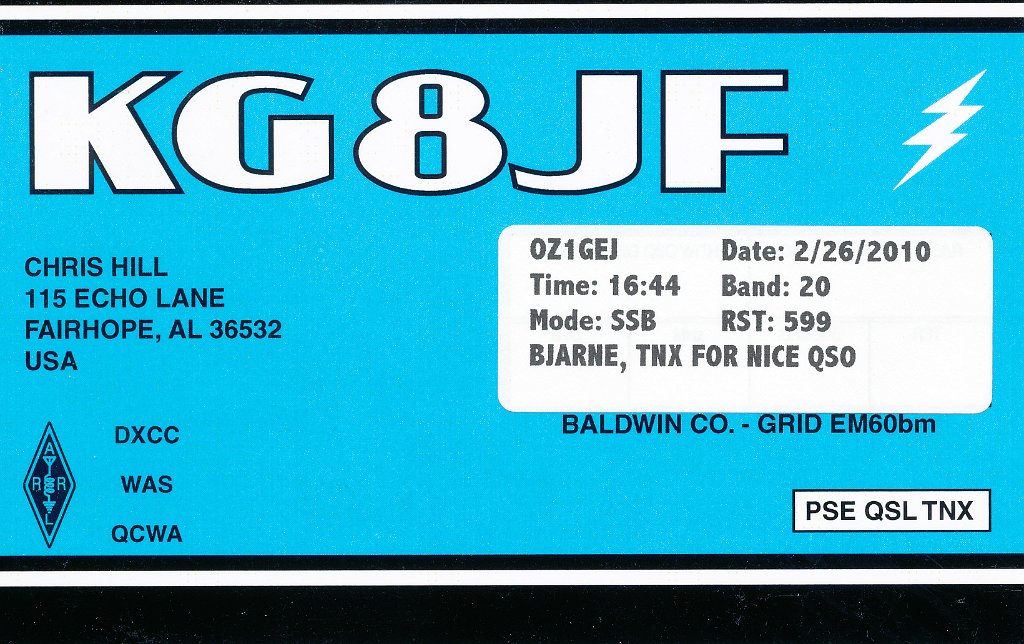 KG8JF
CHRIS HILL
115 ECHO LANE
FAIRHOPE, AL 36532
USA
OZ1GEJ Date: 2/26/2010
Time: 16:44 Band: 20
Mode: SSB RST: 599
BJARNE, TNX FOR NICE QSO
BALDWIN CO. - GRID EM60bm
DXCC
WAS
QCWA
A
R R
L
PSE QSL TNX